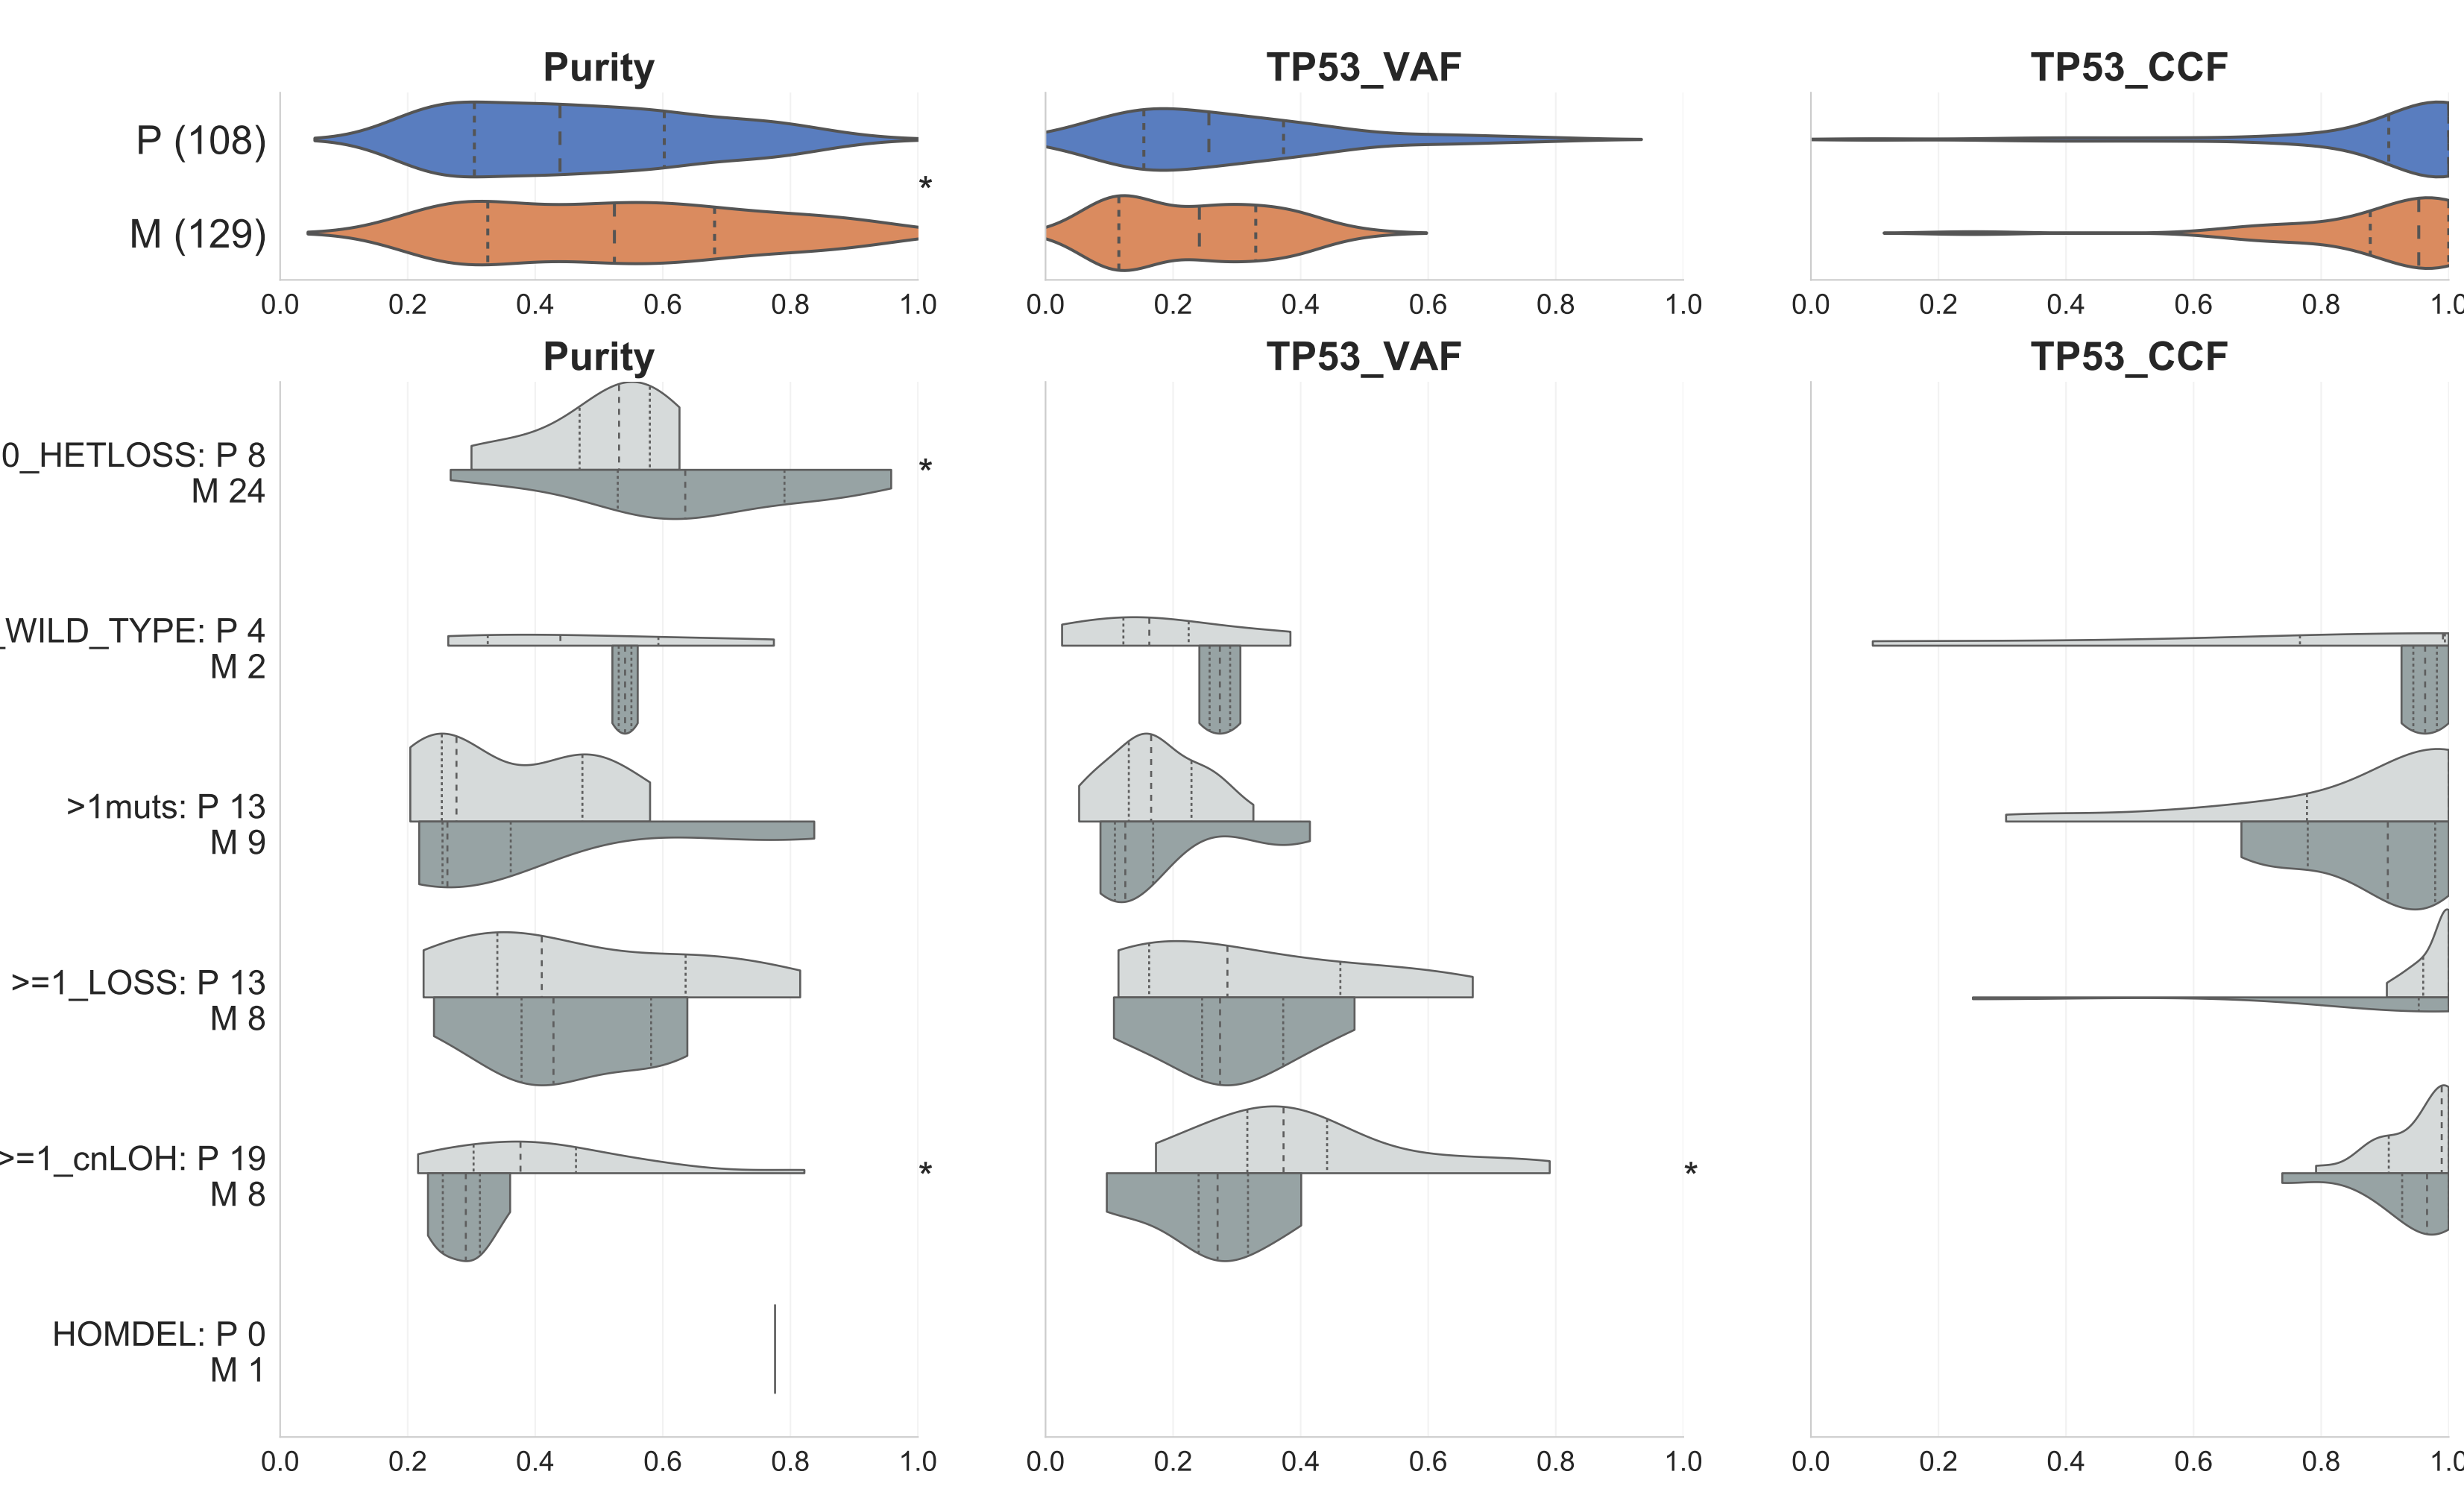 Purity TP53_VAF TP53_CCF
P (108)
*
M (129)
0.0 0.2 0.4 0.6 0.8 1.0 0.0 0.2 0.4 0.6 0.8 1.0 0.0 0.2 0.4 0.6 0.8 1.0
Purity TP53_VAF TP53_CCF
0_HETLOSS: P 8
*
M 24
_WILD_TYPE: P 4
M 2
>1muts: P 13
M 9
>=1_LOSS: P 13
M 8
>=1_cnLOH: P 19
* *
M 8
HOMDEL: P 0
M 1
0.0 0.2 0.4 0.6 0.8 1.0 0.0 0.2 0.4 0.6 0.8 1.0 0.0 0.2 0.4 0.6 0.8 1.0